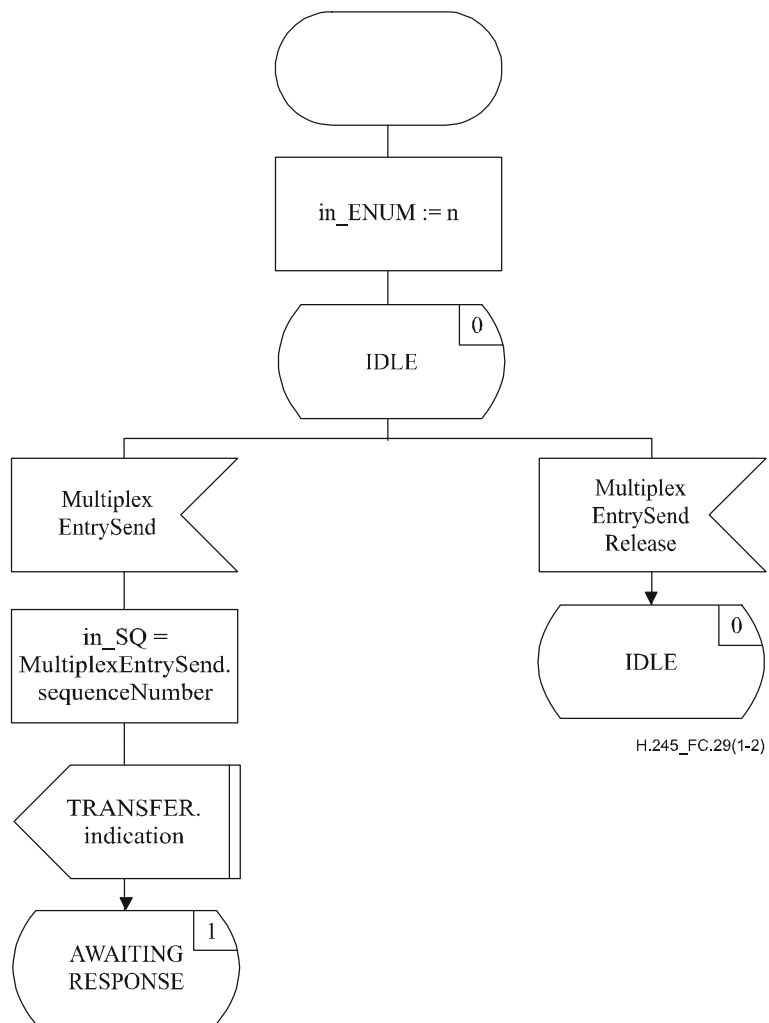 in_ENUM := n
0
IDLE
Multiplex
EntrySend
in_SQ =
MultiplexEntrySend.
sequenceNumber
TRANSFER.
indication
1
AWAITING
RESPONSE
Multiplex
EntrySend
Release
0
IDLE
H.245_FC.29(1-2)